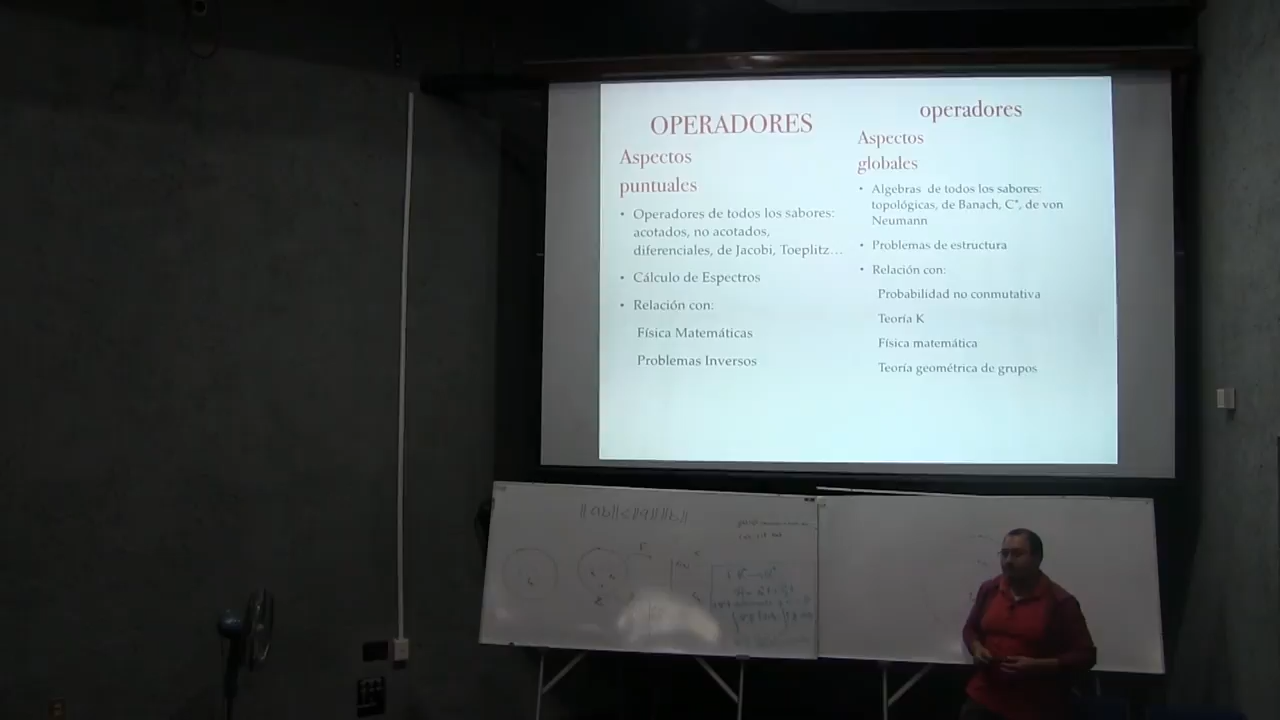 OPERADORES
Aspectos
puntuales
• Operadores de todos los sabores:
acotados, no acotados,
diferenciales, de Jacobi, Toeplitz…
• Cálculo de Espectros
• Relación con:
Física Matemáticas
Problemas Inversos
operadores
Aspectos
globales
• Algebras de todos los sabores:
topológicas, de Banach, C*, de von
Neumann
• Problemas de estructura
• Relación con:
Probabilidad no conmutativa
Teoría K
Física matemática
Teoría geométrica de grupos